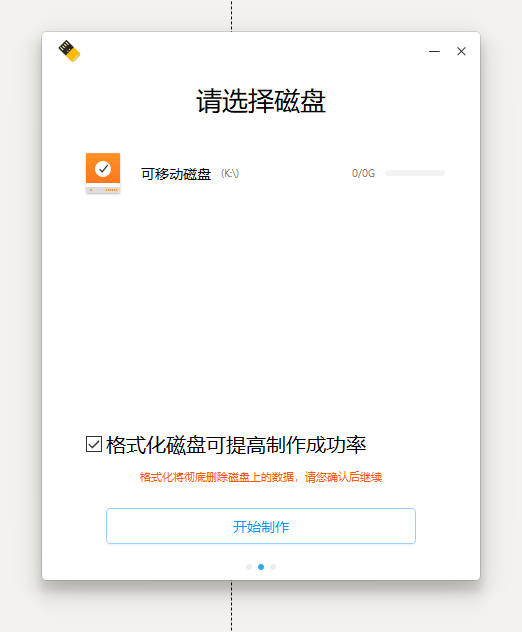 请选择磁盘
可移动磁盘 (K:\) 0/0G
格式化磁盘可提高制作成功率
格式化将彻底删除磁盘上的数据，请您确认后继续
开始制作